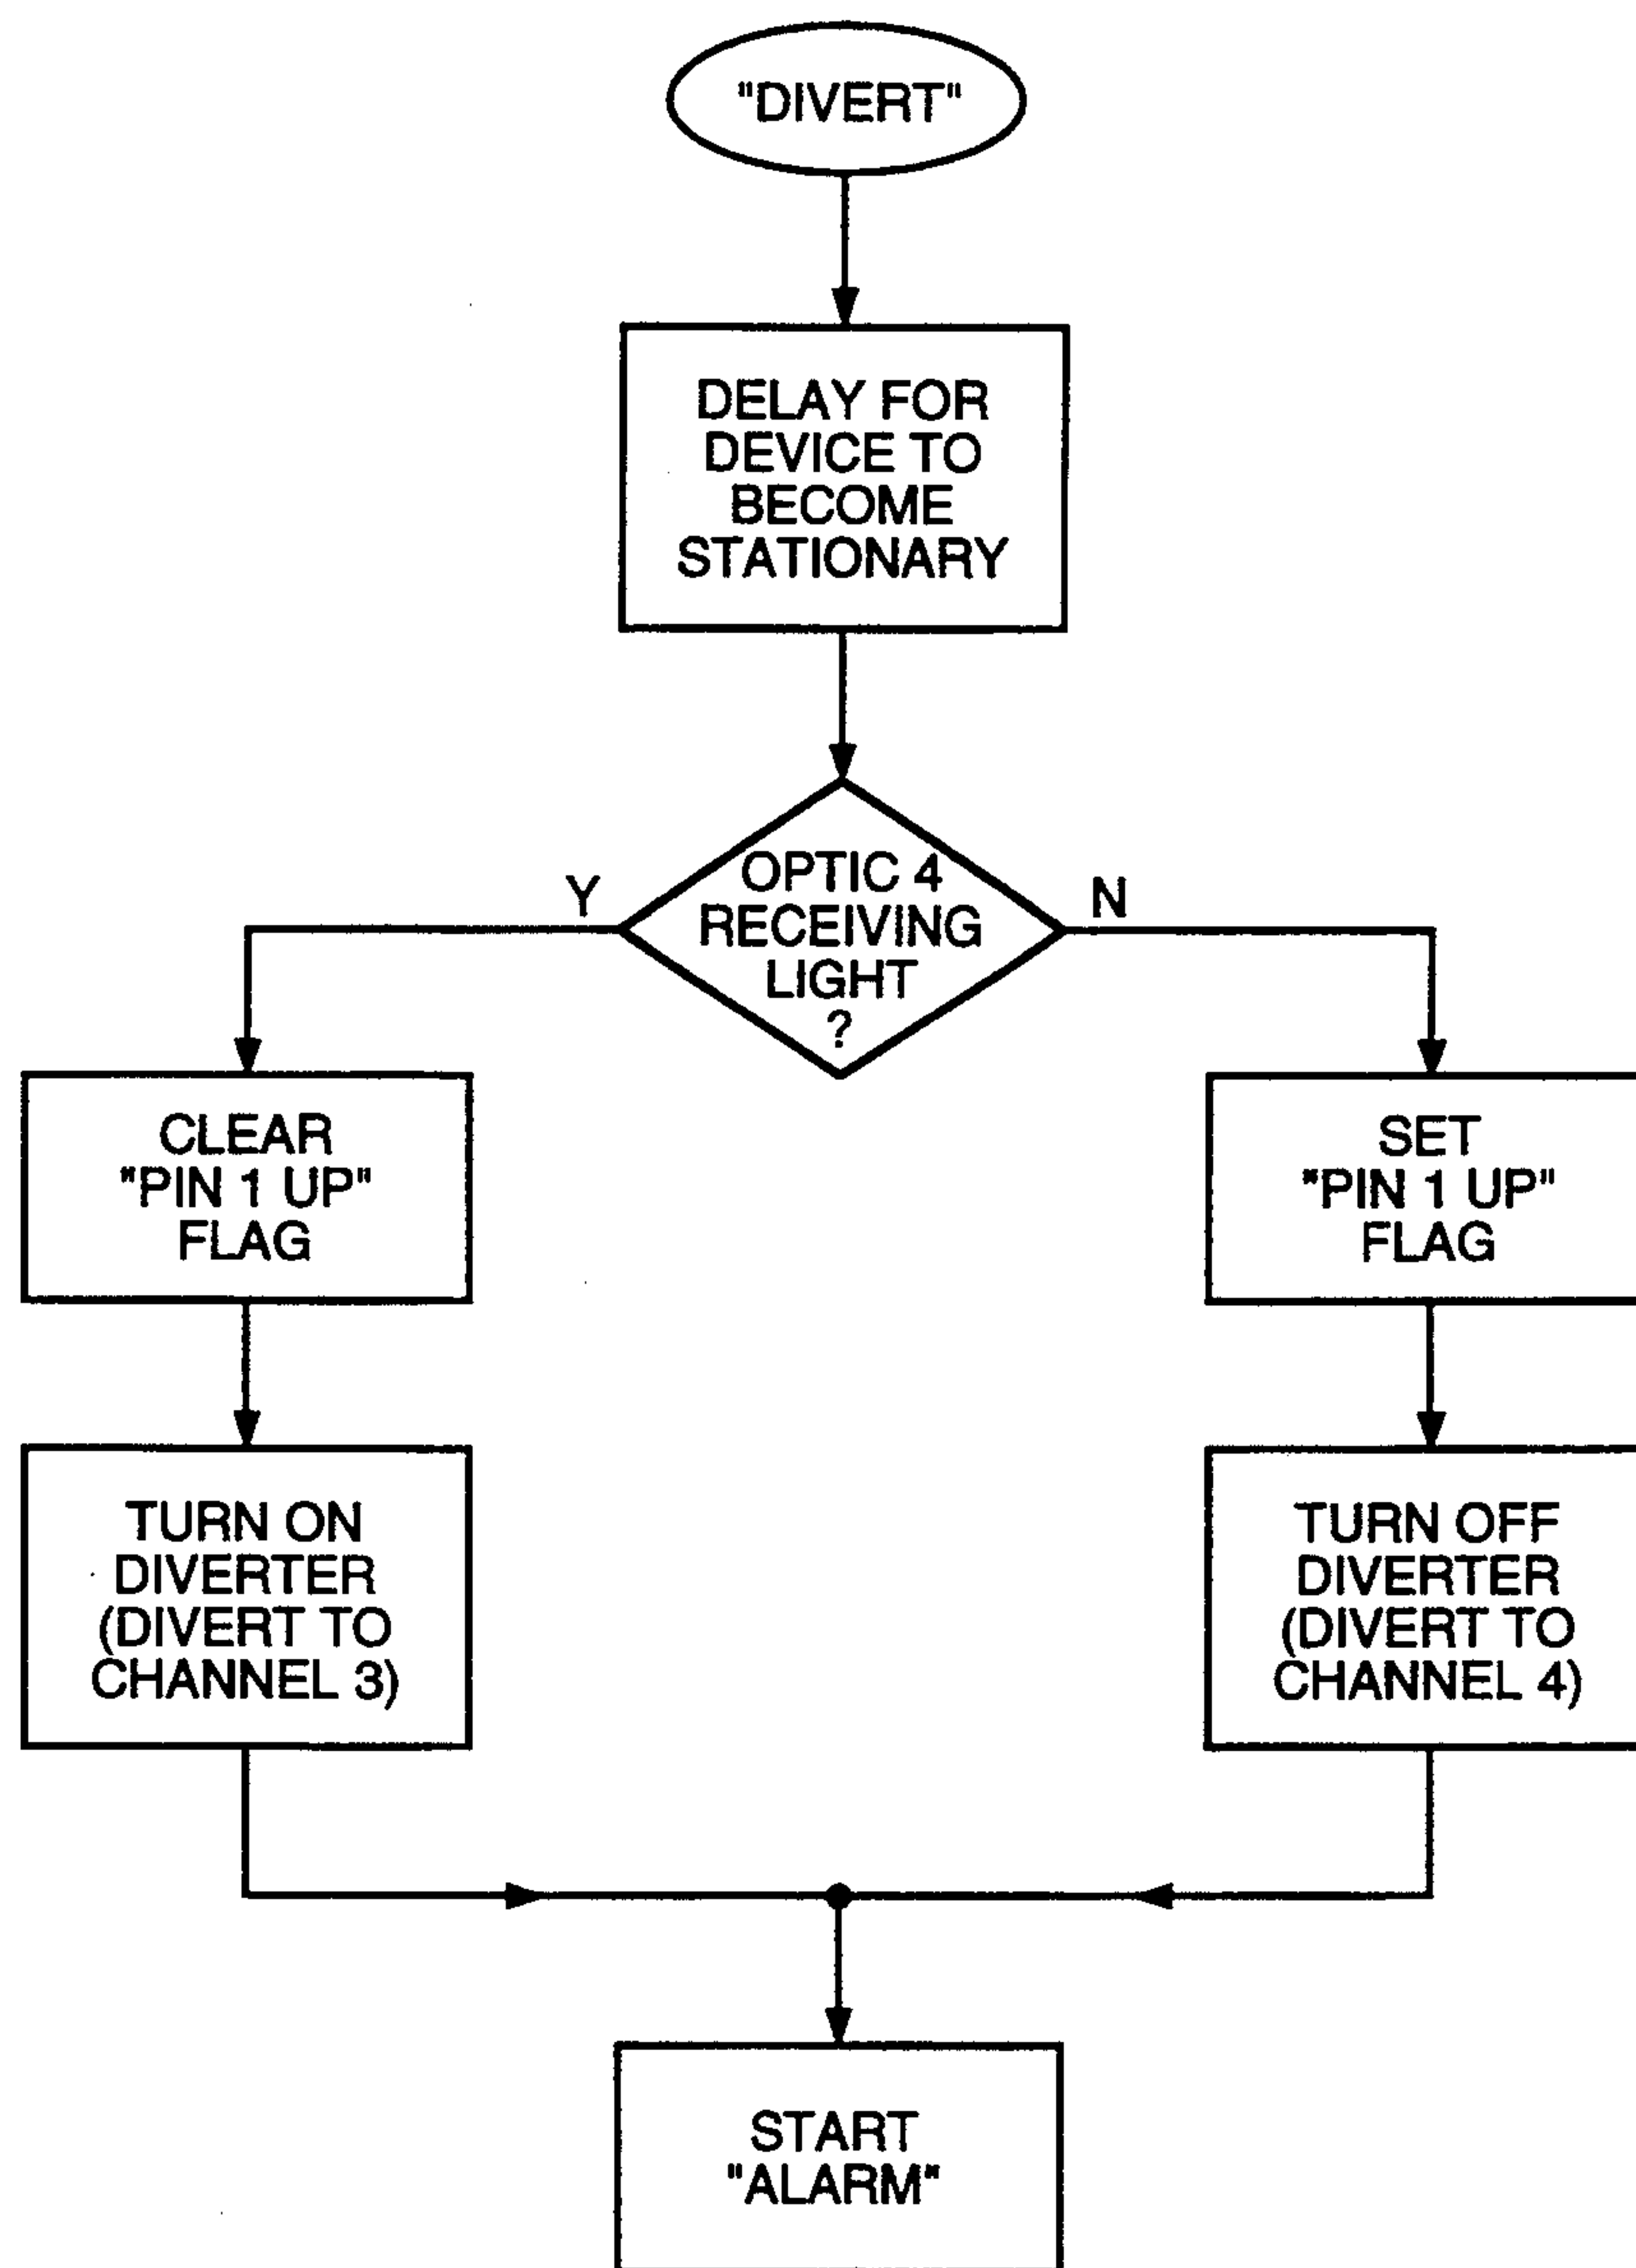 "DIVERT"
DELAY FOR
DEVICE TO
BECOME
STATIONARY
OPTIC 4
RECEIVING
LIGHT
?
Y
N
CLEAR
"PIN 1 UP"
FLAG
SET
"PIN 1 UP"
FLAG
TURN ON
DIVERTER
(DIVERT TO
CHANNEL 3)
TURN OFF
DIVERTER
(DIVERT TO
CHANNEL 4)
START
"ALARM"